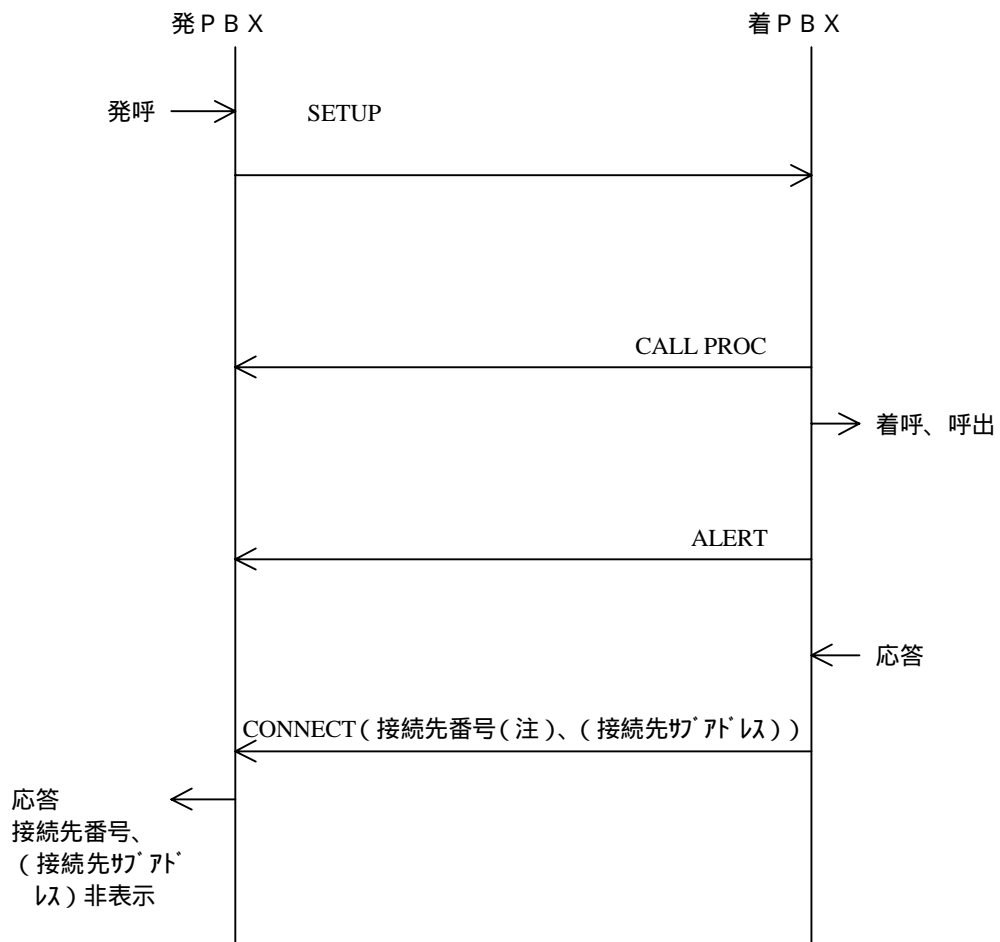 発ＰＢＸ
着ＰＢＸ
発呼
SETUP
CALL PROC
着呼、呼出
ALERT
応答
CONNECT(接続先番号(注)、(接続先ｻﾌﾞｱﾄﾞﾚｽ))
応答
接続先番号、
(接続先ｻﾌﾞｱﾄﾞ
ﾚｽ)非表示